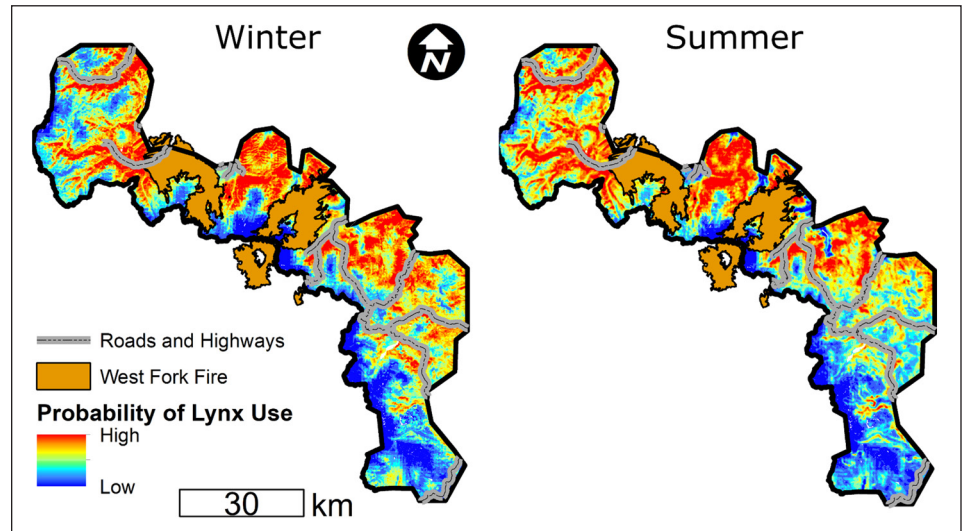 Winter
N
Summer
Roads and Highways
West Fork Fire
Probability of Lynx Use
High
Low
30 km